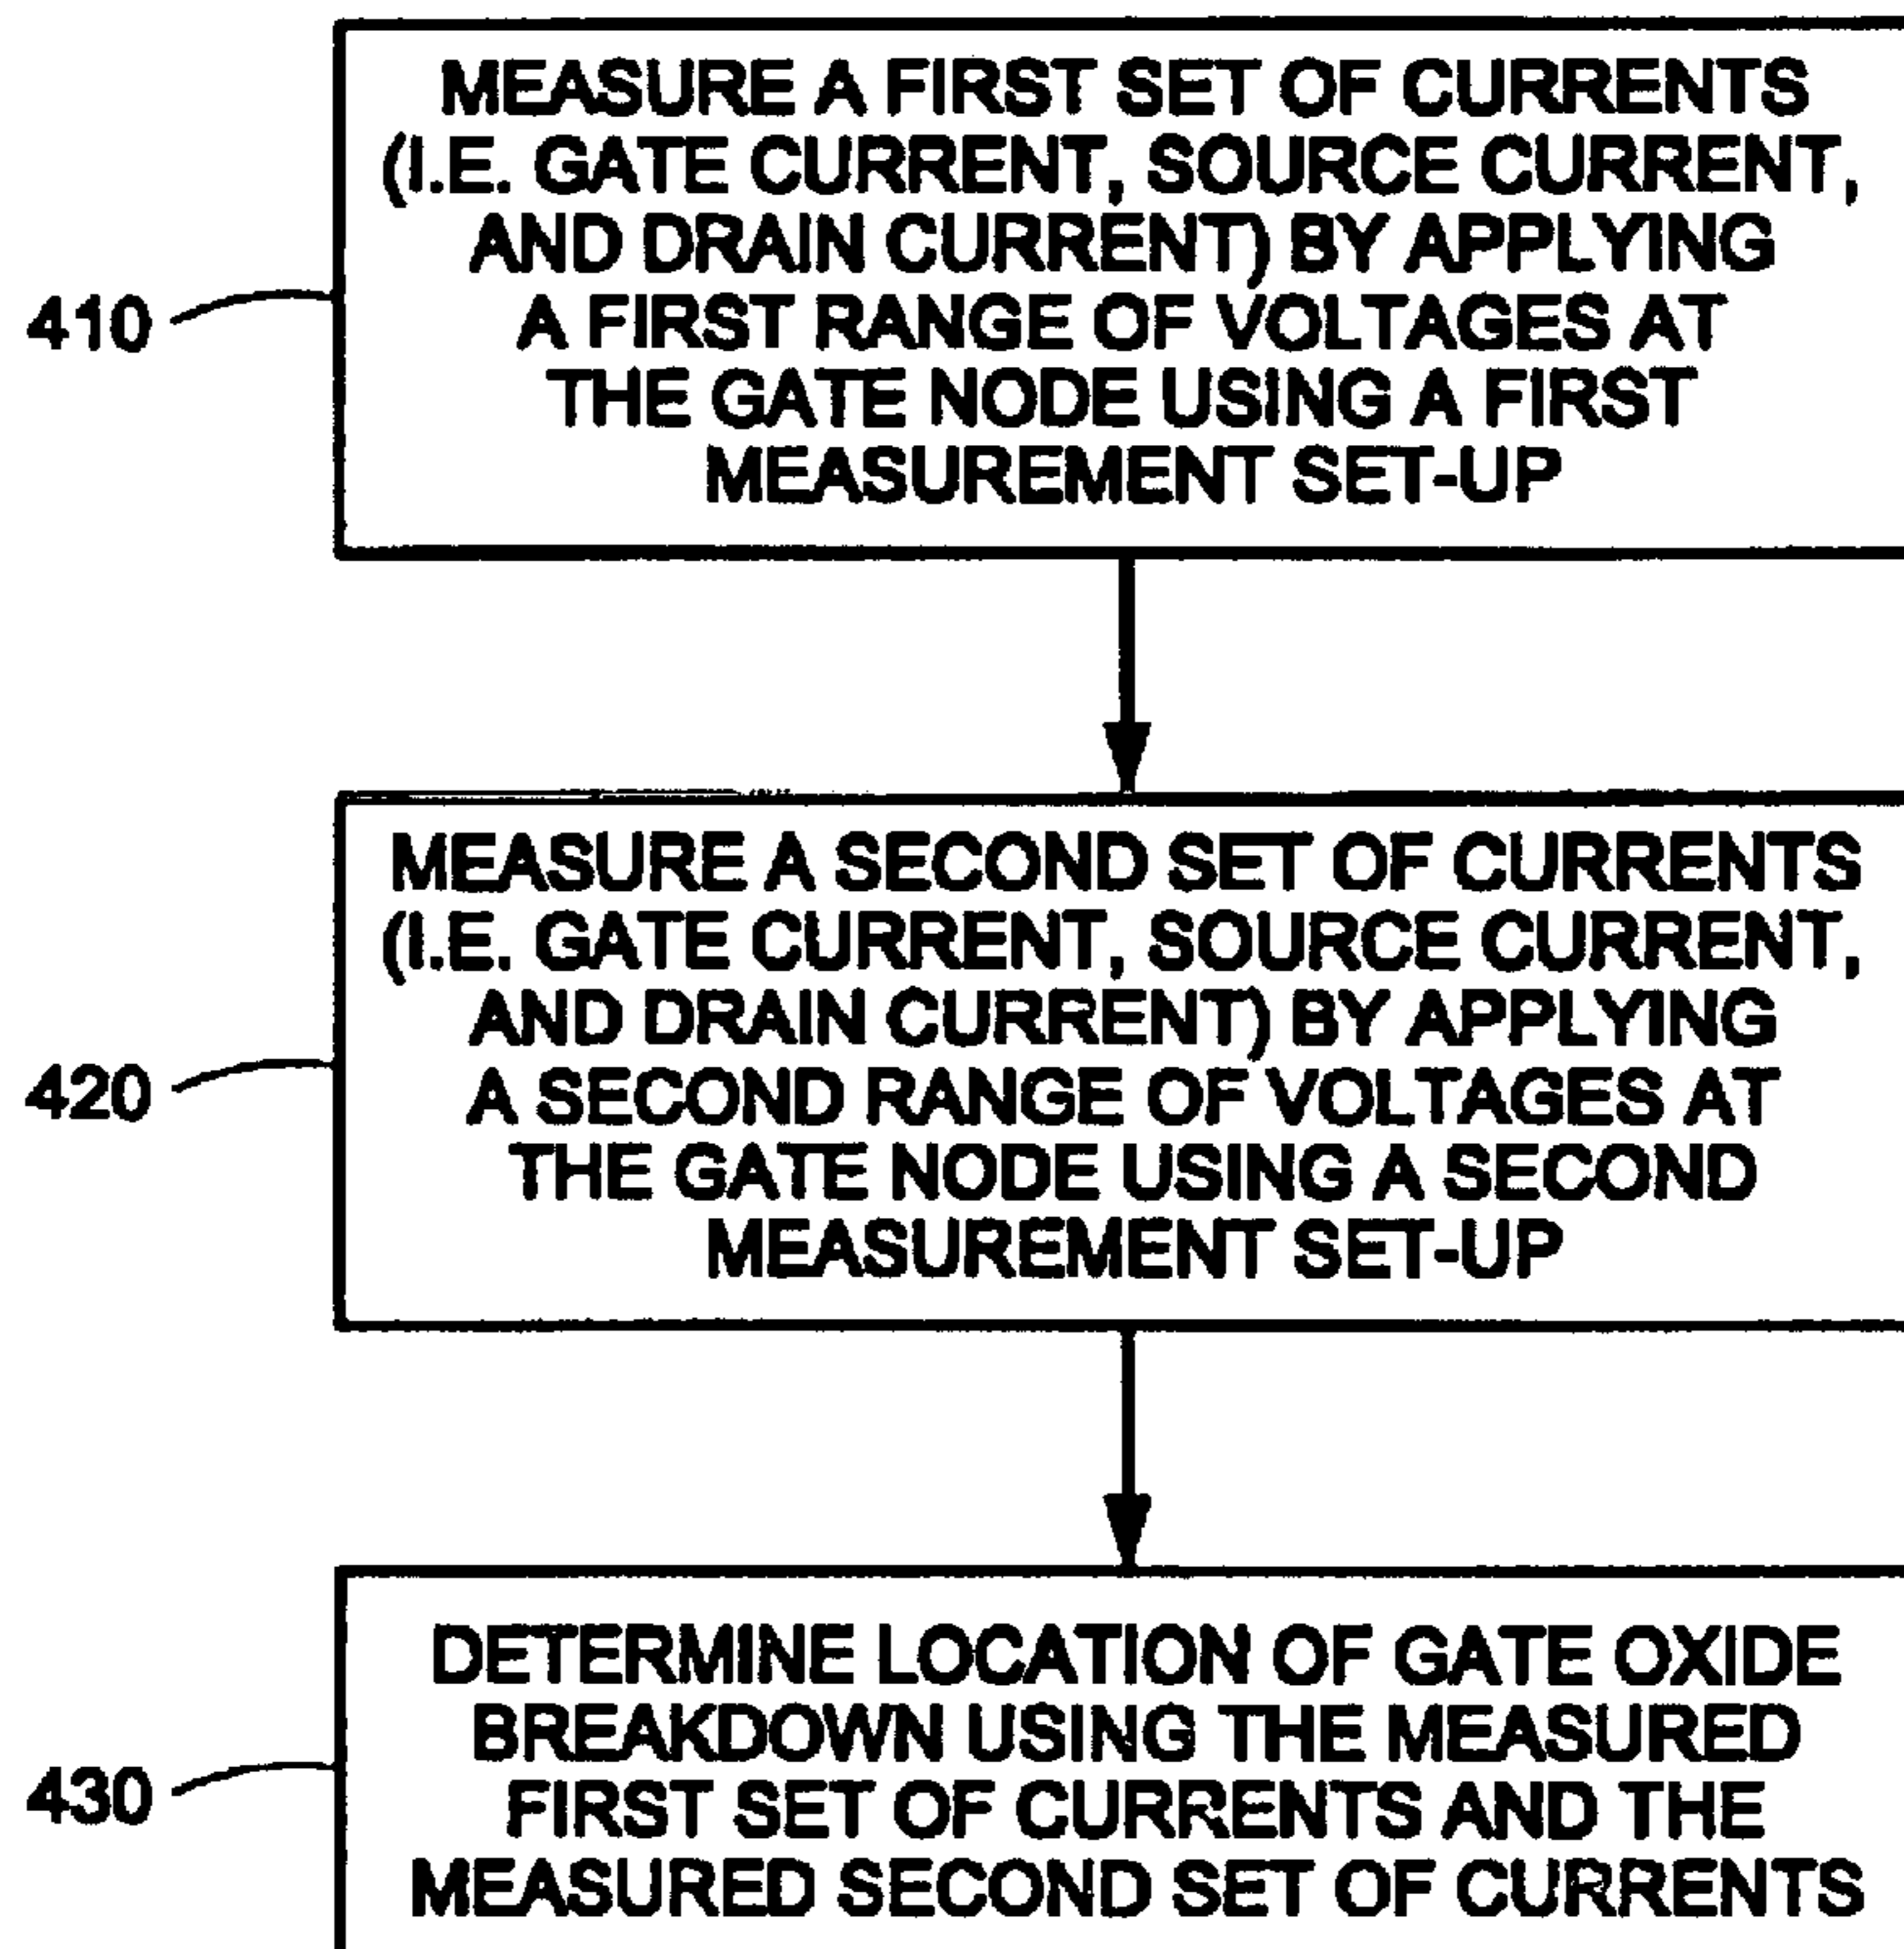 MEASURE A FIRST SET OF CURRENTS
(I.E. GATE CURRENT, SOURCE CURRENT,
AND DRAIN CURRENT) BY APPLYING
A FIRST RANGE OF VOLTAGES AT
THE GATE NODE USING A FIRST
MEASUREMENT SET-UP
410
MEASURE A SECOND SET OF CURRENTS
(I.E. GATE CURRENT, SOURCE CURRENT,
AND DRAIN CURRENT) BY APPLYING
A SECOND RANGE OF VOLTAGES AT
THE GATE NODE USING A SECOND
MEASUREMENT SET-UP
420
DETERMINE LOCATION OF GATE OXIDE
BREAKDOWN USING THE MEASURED
FIRST SET OF CURRENTS AND THE
MEASURED SECOND SET OF CURRENTS
430